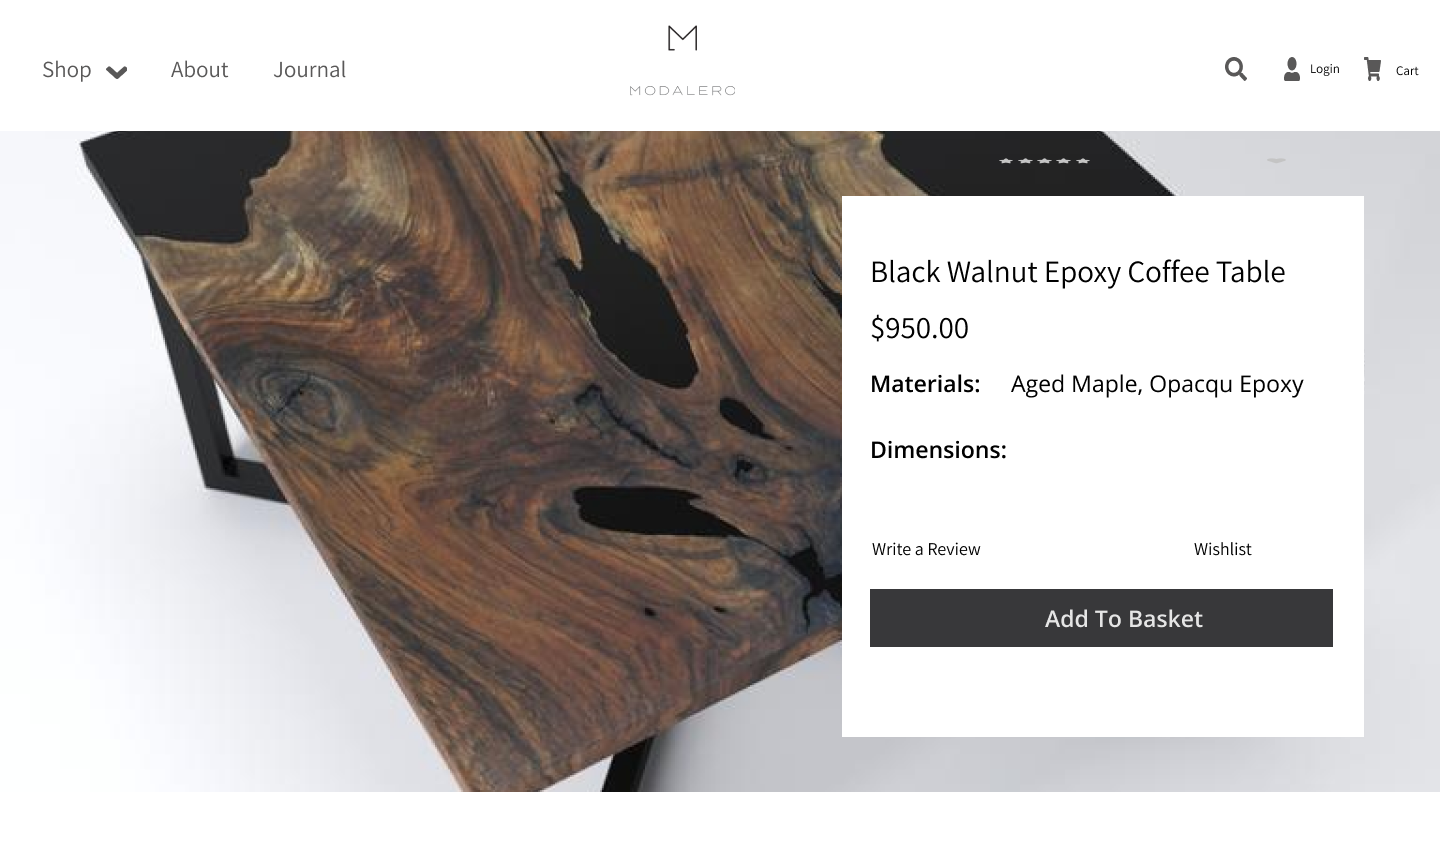 Shop
About
Journal
M
MODALERO
Login
Cart
Black Walnut Epoxy Coffee Table
$950.00
Materials: Aged Maple, Opacqu Epoxy
Dimensions:
Write a Review
Wishlist
Add To Basket